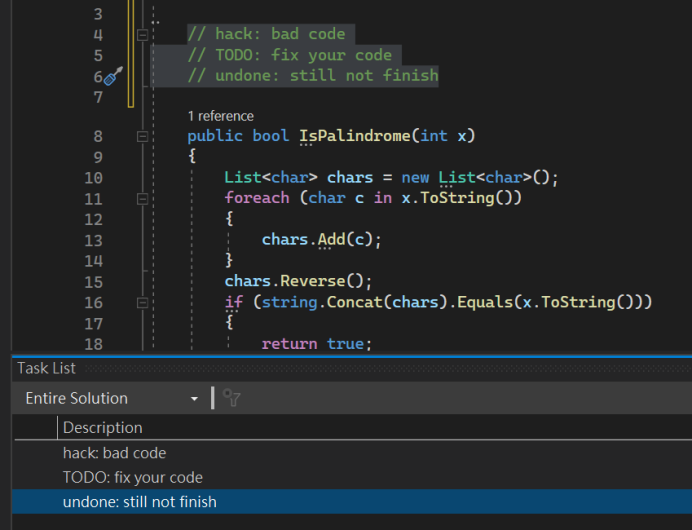 3
4 // hack: bad code
5 // TODO: fix your code
6 // undone: still not finish
7
1 reference
8 public bool IsPalindrome(int x)
9 {
10 List<char> chars = new List<char>();
11 foreach (char c in x.ToString())
12 {
13 chars.Add(c);
14 }
15 chars.Reverse();
16 if (string.Concat(chars).Equals(x.ToString()))
17 {
18 return true;
Task List
Entire Solution
Description
hack: bad code
TODO: fix your code
undone: still not finish